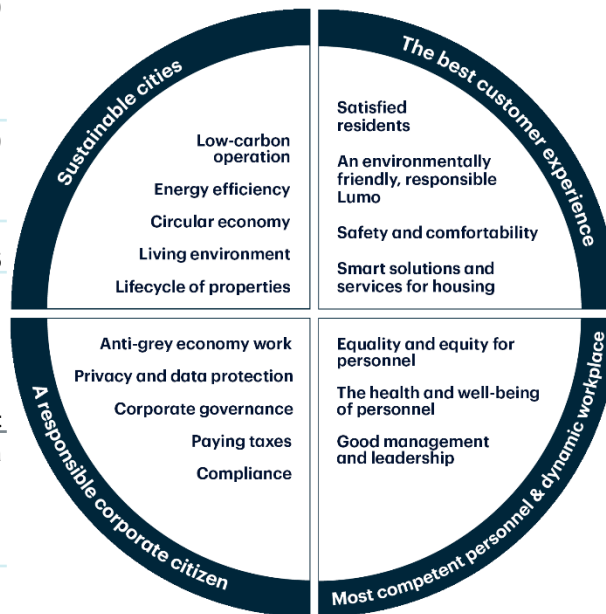 Sustainable cities
Low-carbon
operation
Energy efficiency
Circular economy
Living environment
Lifecycle of properties
The best customer experience
Satisfied
residents
An environmentally
friendly, responsible
Lumo
Safety and comfortability
Smart solutions and
services for housing
A responsible corporate citizen
Anti-grey economy work
Privacy and data protection
Corporate governance
Paying taxes
Compliance
Most competent personnel & dynamic workplace
Equality and equity for
personnel
The health and well-being
of personnel
Good management
and leadership